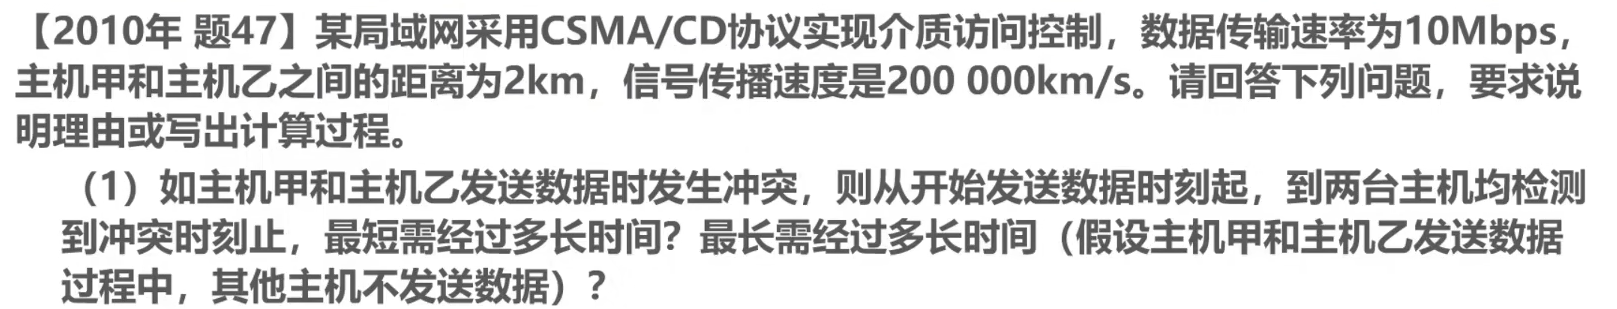 【2010年 题47】某局域网采用CSMA/CD协议实现介质访问控制，数据传输速率为10Mbps，
主机甲和主机乙之间的距离为2km，信号传播速度是200 000km/s。请回答下列问题，要求说
明理由或写出计算过程。
（1）如主机甲和主机乙发送数据时发生冲突，则从开始发送数据时刻起，到两台主机均检测
到冲突时刻止，最短需经过多长时间？最长需经过多长时间（假设主机甲和主机乙发送数据
过程中，其他主机不发送数据）？